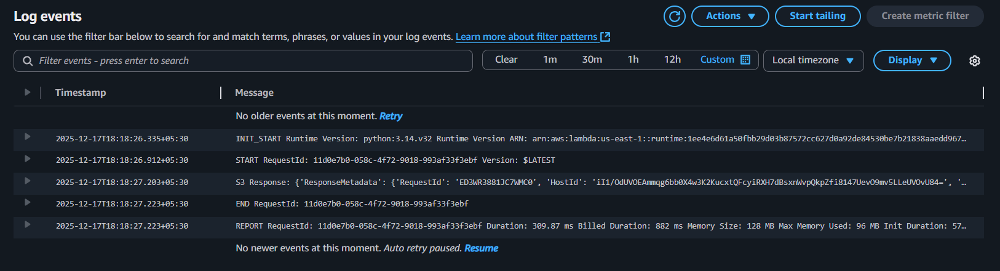 Log events
Actions
Start tailing
Create metric filter
You can use the filter bar below to search for and match terms, phrases, or values in your log events. Learn more about filter patterns
Filter events - press enter to search
Clear 1m 30m 1h 12h Custom
Local timezone
Display
Timestamp Message
No older events at this moment. Retry
2025-12-17T18:18:26.335+05:30 INIT_START Runtime Version: python:3.14.v32 Runtime Version ARN: arn:aws:lambda:us-east-1::runtime:1ee4e6d61a50fbb29d03b87572cc627d0a92de84530be7b21838aaedd967…
2025-12-17T18:18:26.912+05:30 START RequestId: 11d0e7b0-058c-4f72-9018-993af33f3ebf Version: $LATEST
2025-12-17T18:18:27.203+05:30 S3 Response: {'ResponseMetadata': {'RequestId': 'ED3WR3881JC7WMC0', 'HostId': 'iI1/OdUVOEAmmqg6bb0X4w3K2KucxtQFcyiRXH7dBsxnWvpQkpZfi8147UevO9mv5LLeUVOvU84=', '…
2025-12-17T18:18:27.223+05:30 END RequestId: 11d0e7b0-058c-4f72-9018-993af33f3ebf
2025-12-17T18:18:27.223+05:30 REPORT RequestId: 11d0e7b0-058c-4f72-9018-993af33f3ebf Duration: 309.87 ms Billed Duration: 882 ms Memory Size: 128 MB Max Memory Used: 96 MB Init Duration: 57…
No newer events at this moment. Auto retry paused. Resume